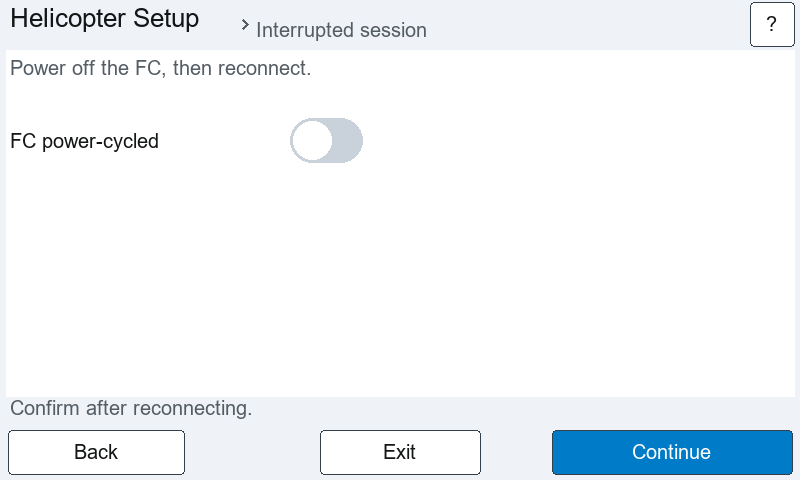 Helicopter Setup
> Interrupted session
?
Power off the FC, then reconnect.
FC power-cycled
Confirm after reconnecting.
Back
Exit
Continue